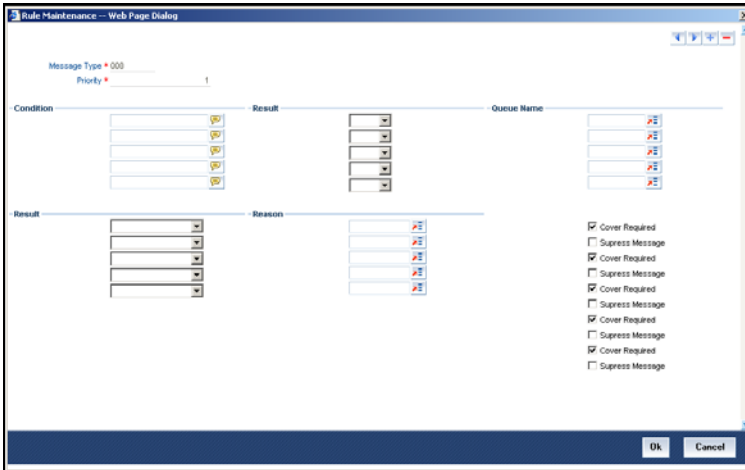 Rule Maintenance -- Web Page Dialog
Message Type * 000
Priority * 1
Condition
Result
Queue Name
Result
Reason
Cover Required
Supress Message
Cover Required
Supress Message
Cover Required
Supress Message
Cover Required
Supress Message
Cover Required
Supress Message
Ok
Cancel